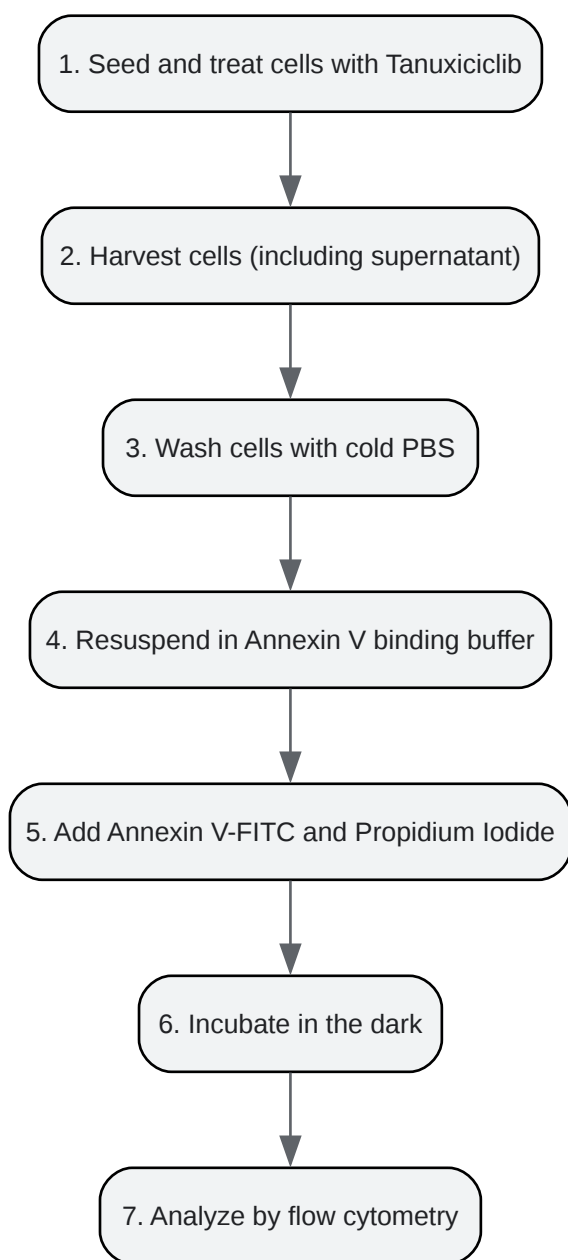 1. Seed and treat cells with Tanuxiciclib
2. Harvest cells (including supernatant)
3. Wash cells with cold PBS
4. Resuspend in Annexin V binding buffer
5. Add Annexin V-FITC and Propidium Iodide
6. Incubate in the dark
7. Analyze by flow cytometry